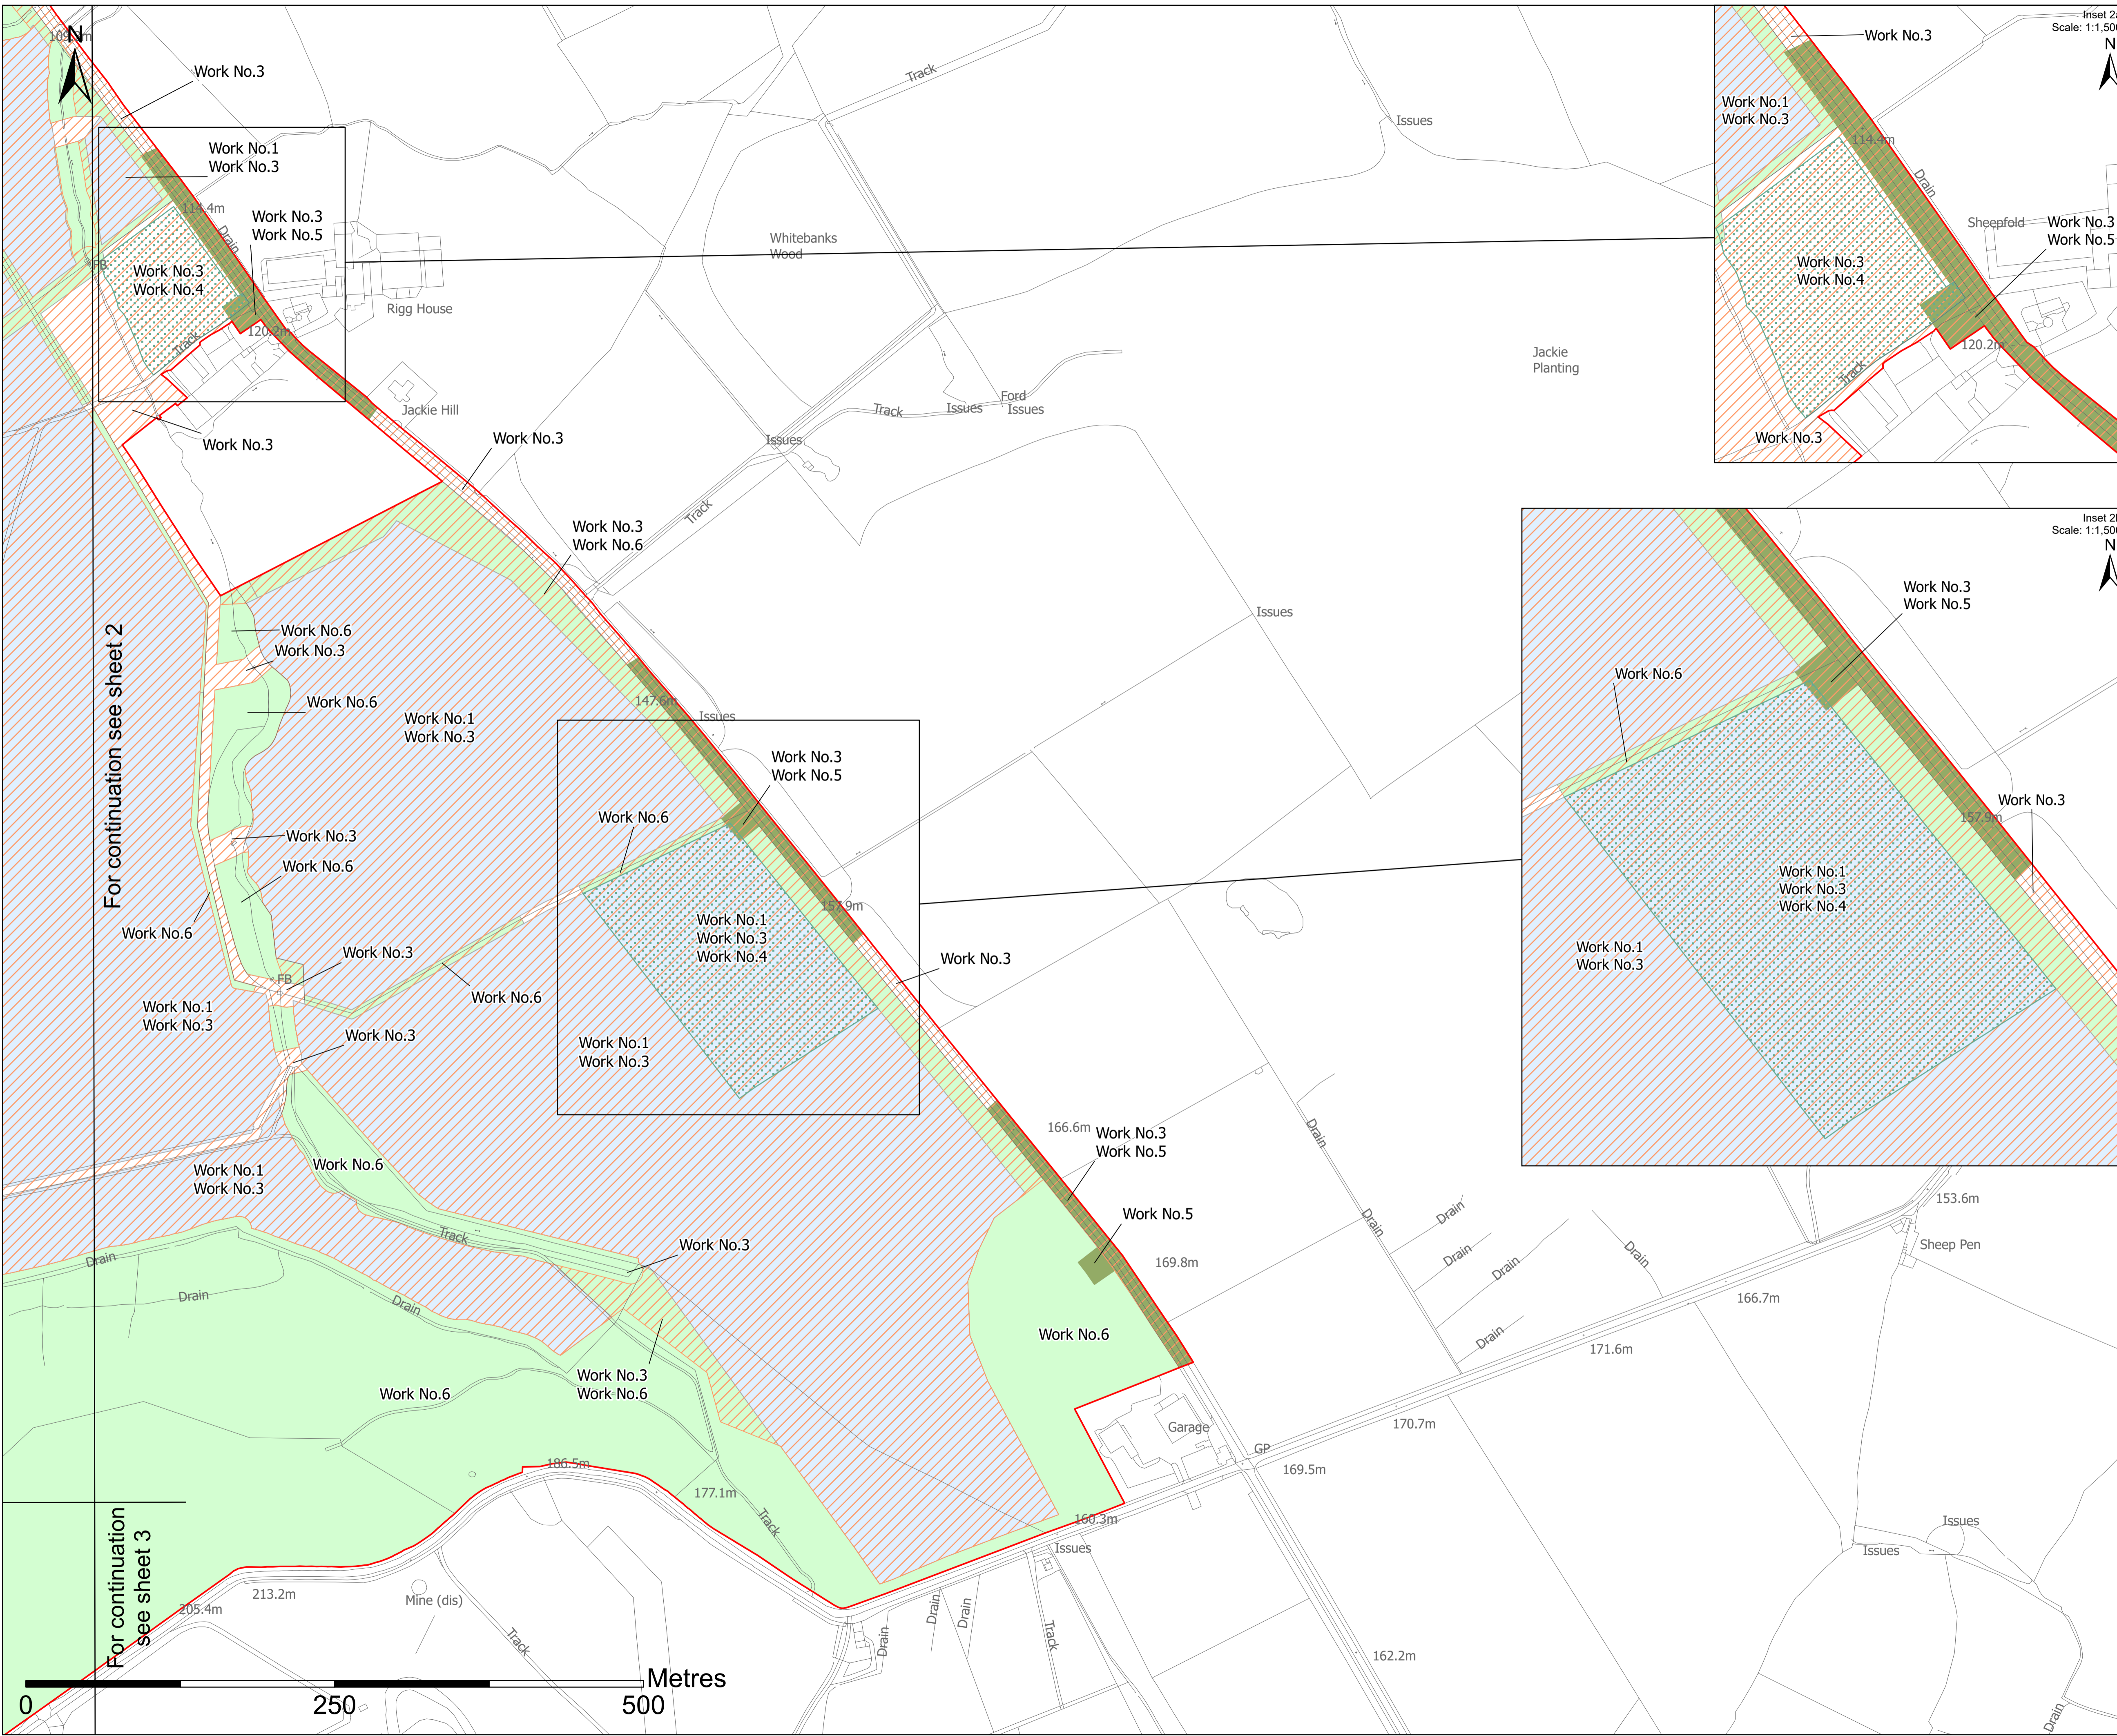 109.
N
Work No.3
Work No.1
Work No.3
114.4m
Drain
Work No.3
Work No.5
FB
Work No.3
Work No.4
Track
120.2m
Rigg House
Jackie Hill
Work No.3
Track
Issues
Whitebanks
Wood
Jackie
Planting
Ford
Issues
Issues
Track
Issues
Track
Work No.3
Work No.3
Work No.6
Issues
For continuation see sheet 2
Work No.6
Work No.3
Work No.6
Work No.1
Work No.3
147.6m
Issues
Work No.3
Work No.5
Work No.6
Work No.3
Work No.6
Work No.6
157.9m
Work No.1
Work No.3
Work No.4
Work No.3
Work No.3
FB
Work No.6
Work No.1
Work No.3
Work No.3
Work No.1
Work No.3
166.6m
Work No.3
Work No.5
Work No.1
Work No.3
Work No.6
Work No.5
Track
Work No.3
169.8m
Drain
Drain
Drain
Work No.6
Work No.3
Work No.6
Work No.6
Garage
GP
169.5m
170.7m
171.6m
166.7m
153.6m
Sheep Pen
Drain
Drain
Drain
Drain
Drain
Drain
Drain
186.5m
177.1m
Track
160.3m
Issues
Issues
Issues
For continuation
see sheet 3
213.2m
205.4m
Mine (dis)
Track
Drain
Drain
Drain
Track
162.2m
Drain
0
250
500
Metres
Inset 2
Scale: 1:1,50
N
Work No.3
Work No.1
Work No.3
114.4m
Drain
Sheepfold
Work No.3
Work No.5
Work No.3
Work No.4
120.2m
Track
Work No.3
Inset 2
Scale: 1:1,50
N
Work No.3
Work No.5
Work No.6
Work No.3
157.9m
Work No.1
Work No.3
Work No.4
Work No.1
Work No.3